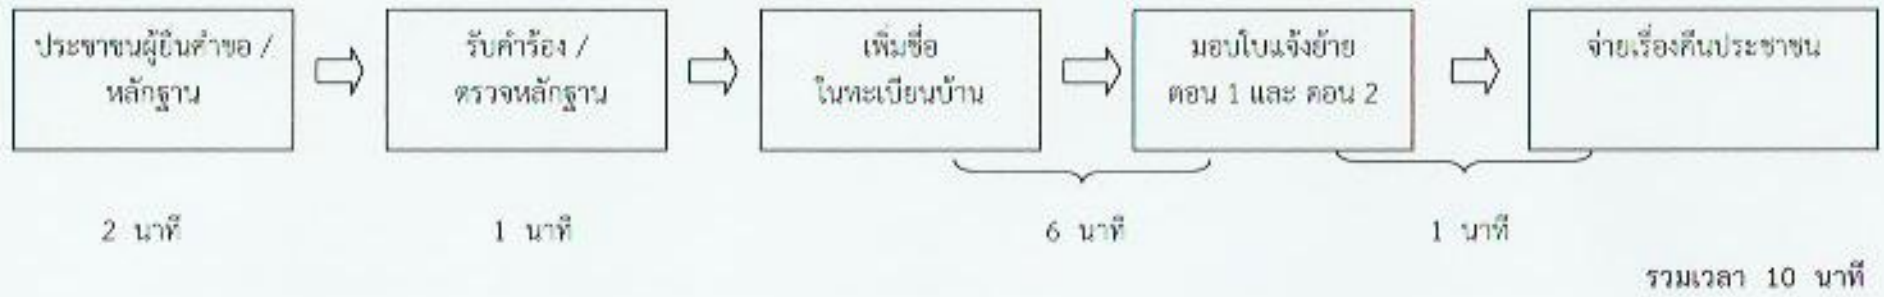 ประชาชนผู้ยื่นคำขอ /
หลักฐาน
รับคำร้อง /
ตรวจหลักฐาน
เพิ่มชื่อ
ในทะเบียนบ้าน
มอบใบแจ้งย้าย
ตอน 1 และ ตอน 2
จ่ายเรื่องคืนประชาชน
2 นาที
1 นาที
6 นาที
1 นาที
รวมเวลา 10 นาที